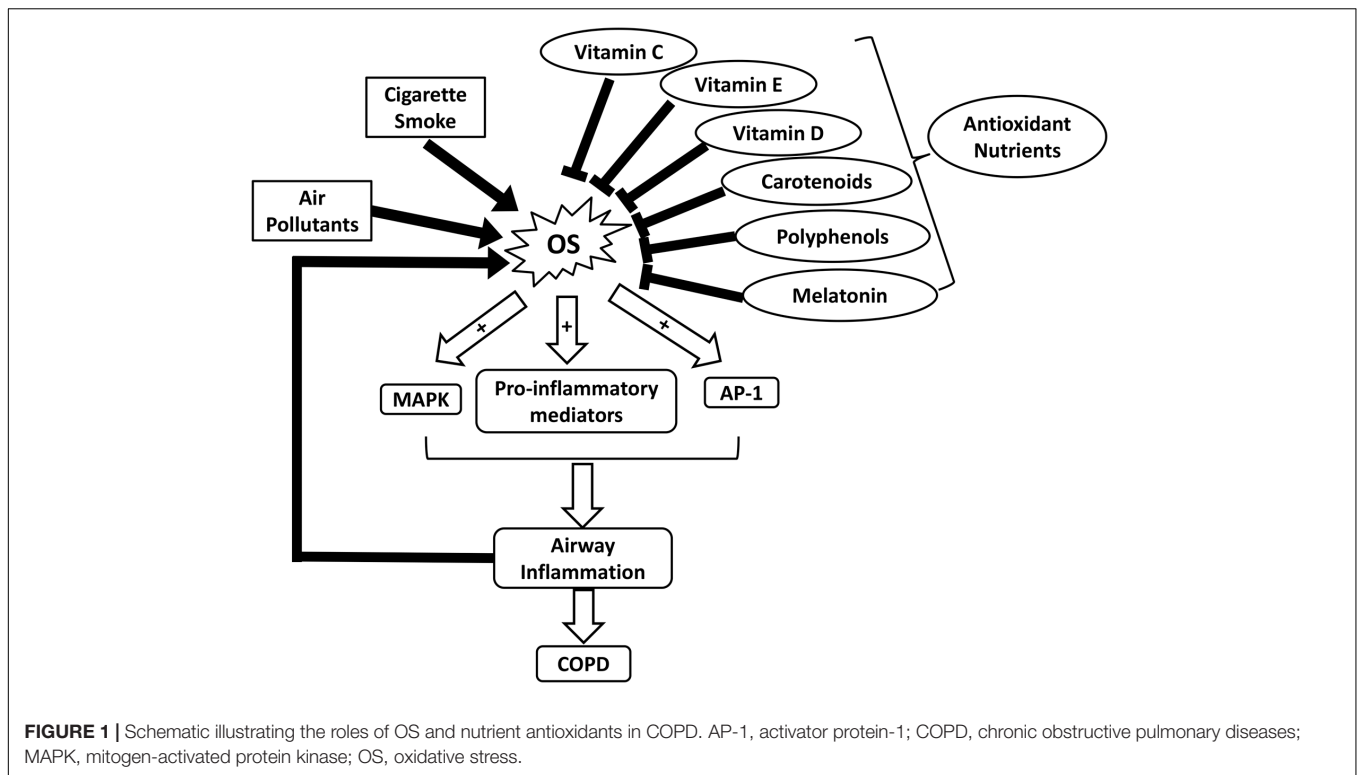 Vitamin C
Vitamin E
Vitamin D
Carotenoids
Polyphenols
Melatonin
Antioxidant
Nutrients
Cigarette
Smoke
Air
Pollutants
OS
+
+
+
MAPK
Pro-inflammatory
mediators
AP-1
Airway
Inflammation
COPD
FIGURE 1 | Schematic illustrating the roles of OS and nutrient antioxidants in COPD. AP-1, activator protein-1; COPD, chronic obstructive pulmonary diseases;
MAPK, mitogen-activated protein kinase; OS, oxidative stress.